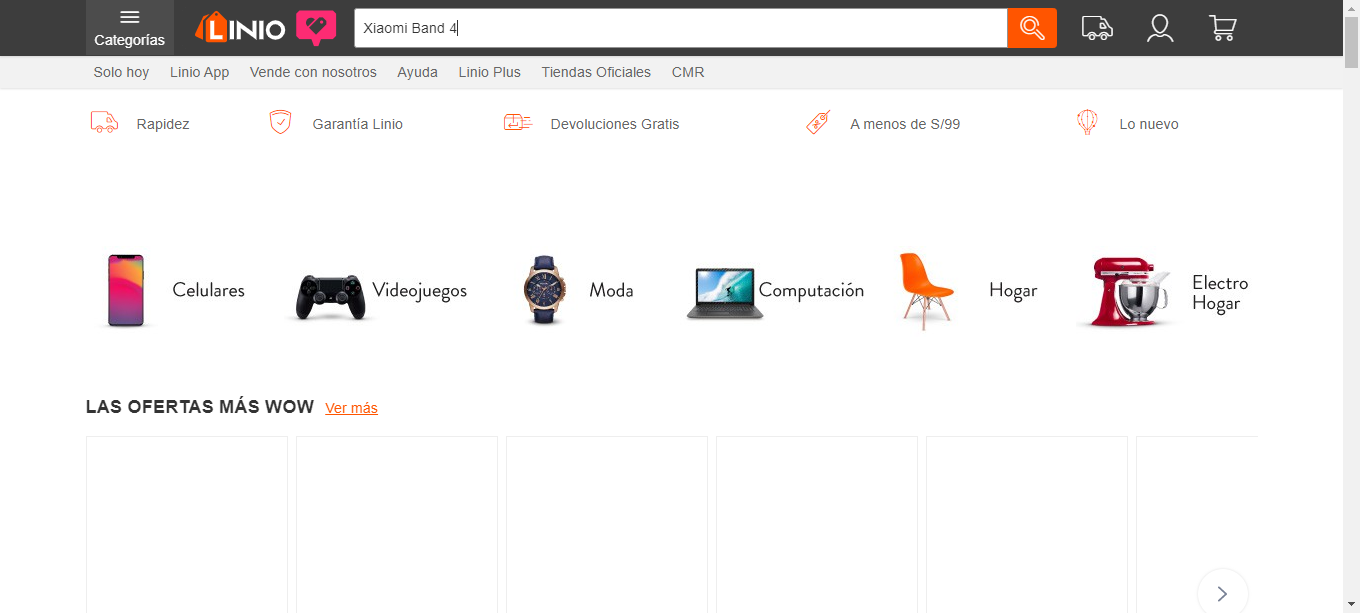 Categorías
LINIO
Xiaomi Band 4
Solo hoy Linio App Vende con nosotros Ayuda Linio Plus Tiendas Oficiales CMR
Rapidez Garantía Linio Devoluciones Gratis A menos de S/99 Lo nuevo
Celulares Videojuegos Moda Computación Hogar Electro
Hogar
LAS OFERTAS MÁS WOW Ver más